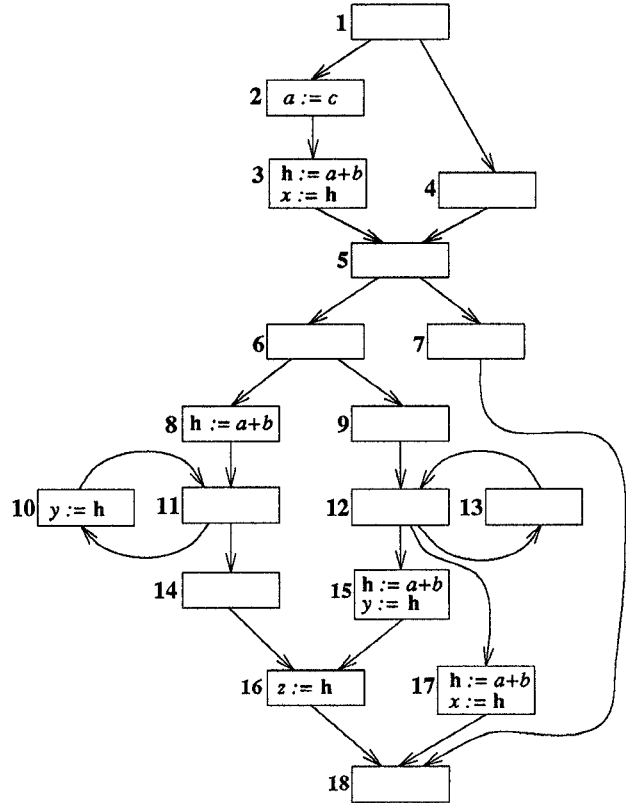 1
2 a := c
3 h := a+b
x := h
4
5
6
7
8 h := a+b
9
10 y := h
11
12
13
14
15 h := a+b
y := h
16 z := h
17 h := a+b
x := h
18